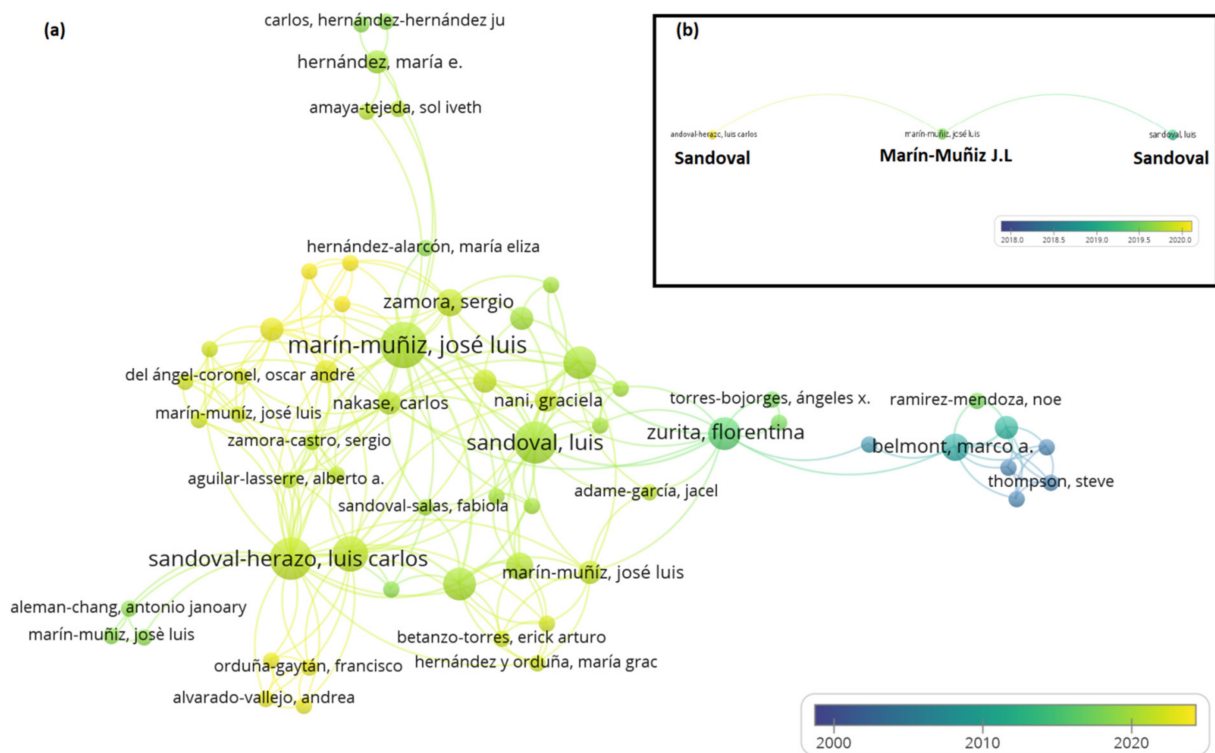 (a)
carlos, hernández-hernández ju
hernández, maría e.
amaya-tejeda, sol iveth
hernández-alarcón, maría eliza
zamora, sergio
marín-muñiz, josé luis
del ángel-coronel, oscar andré
nakase, carlos
nani, graciela
marín-muníz, josé luis
zamora-castro, sergio
sandoval, luis
aguilar-lasserre, alberto a.
sandoval-salas, fabiola
adame-garcía, jacel
torres-bojorges, ángeles x.
zurita, florentina
ramirez-mendoza, noe
belmont, marco a.
thompson, steve
sandoval-herazo, luis carlos
marín-muñíz, josé luis
aleman-chang, antonio janoary
marín-muñiz, josè luis
betanzo-torres, erick arturo
hernández y orduña, maría grac
orduña-gaytán, francisco
alvarado-vallejo, andrea
2000
2010
2020
(b)
andoval-herazo, luis carlos
marín-muñiz, josé luis
sandoval, luis
Sandoval
Marín-Muñiz J.L
Sandoval
2018.0
2018.5
2019.0
2019.5
2020.0